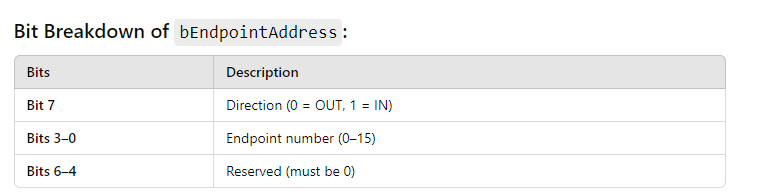 Bit Breakdown of bEndpointAddress:
Bits Description
Bit 7 Direction (0 = OUT, 1 = IN)
Bits 3–0 Endpoint number (0–15)
Bits 6–4 Reserved (must be 0)